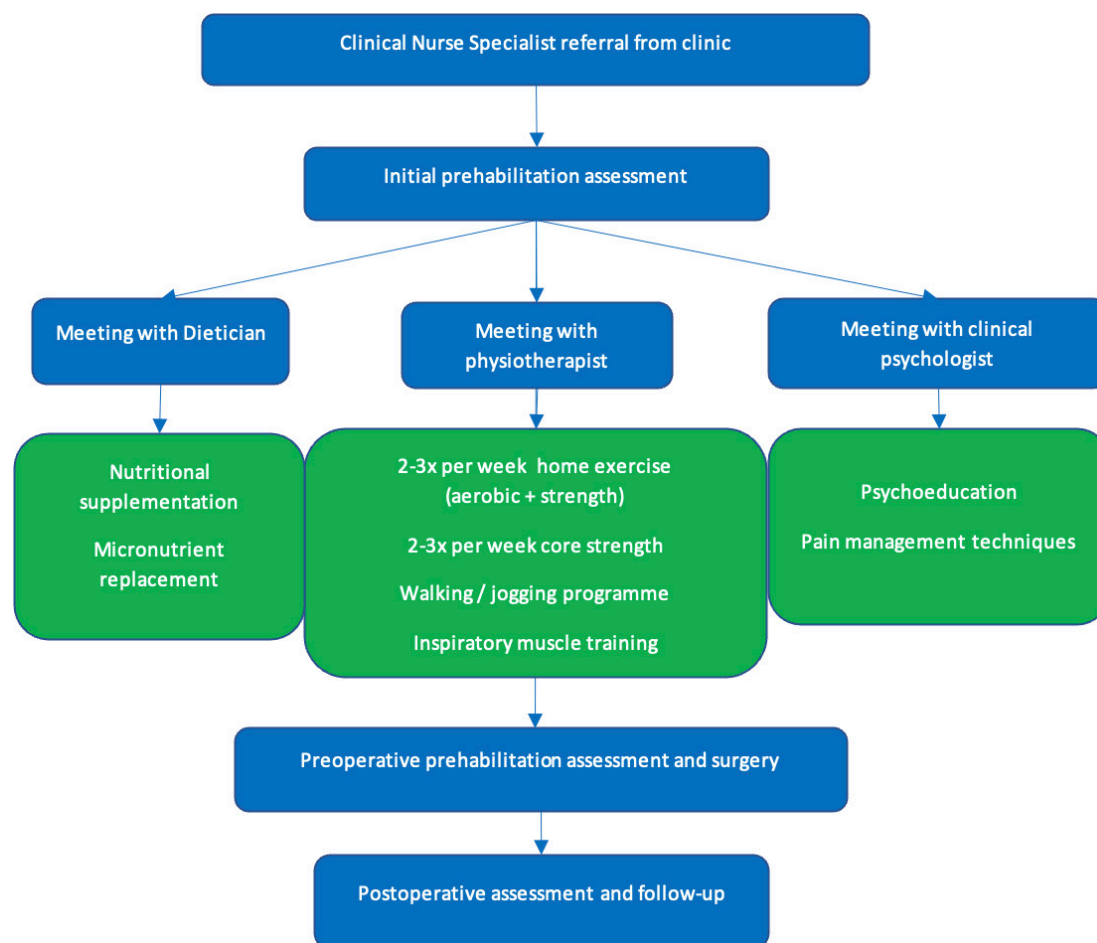 Clinical Nurse Specialist referral from clinic
Initial prehabilitation assessment
Meeting with Dietician
Meeting with
physiotherapist
Meeting with clinical
psychologist
Nutritional
supplementation
Micronutrient
replacement
2-3x per week home exercise
(aerobic + strength)
2-3x per week core strength
Walking / jogging programme
Inspiratory muscle training
Psychoeducation
Pain management techniques
Preoperative prehabilitation assessment and surgery
Postoperative assessment and follow-up